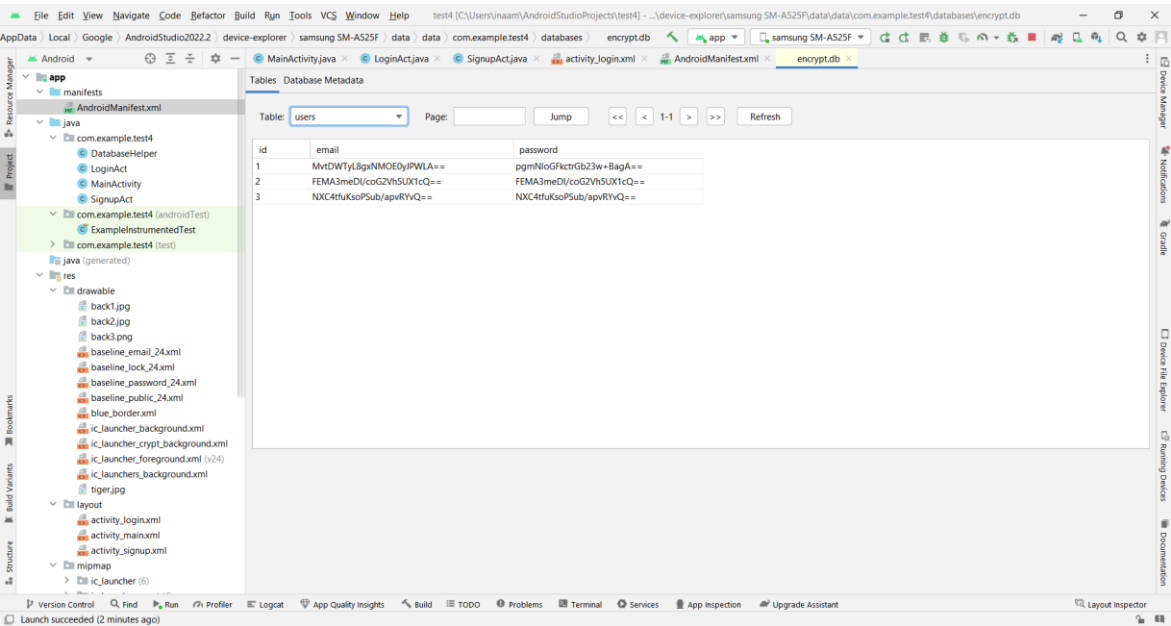 File Edit View Navigate Code Refactor Build Run Tools VCS Window Help test4 [C:\Users\inaam\AndroidStudioProjects\test4] - ...\device-explorer\samsung SM-A525F\data\data\com.example.test4\databases\encrypt.db
AppData Local Google AndroidStudio2022.2 device-explorer samsung SM-A525F data data com.example.test4 databases encrypt.db app samsung SM-A525F
Android MainActivity.java LoginAct.java SignupAct.java activity_login.xml AndroidManifest.xml encrypt.db
Resource Manager
Project
Bookmarks
Build Variants
Structure
app
manifests
AndroidManifest.xml
java
com.example.test4
DatabaseHelper
LoginAct
MainActivity
SignupAct
com.example.test4 (androidTest)
ExampleInstrumentedTest
com.example.test4 (test)
java (generated)
res
drawable
back1.jpg
back2.jpg
back3.png
baseline_email_24.xml
baseline_lock_24.xml
baseline_password_24.xml
baseline_public_24.xml
blue_border.xml
ic_launcher_background.xml
ic_launcher_crypt_background.xml
ic_launcher_foreground.xml (v24)
ic_launchers_background.xml
tiger.jpg
layout
activity_login.xml
activity_main.xml
activity_signup.xml
mipmap
ic_launcher (6)
Tables Database Metadata
Table: users Page: Jump << < 1-1 > >> Refresh
id email password
1 MvtDWTyL8gxNMOE0yJPWLA== pgmNIoGFkctrGb23w+BagA==
2 FEMA3meDI/coG2Vh5UX1cQ== FEMA3meDI/coG2Vh5UX1cQ==
3 NXC4tfuKsoPSub/apvRYvQ== NXC4tfuKsoPSub/apvRYvQ==
Device Manager
Notifications
Gradle
Device File Explorer
Running Devices
Documentation
Version Control Find Run Profiler Logcat App Quality Insights Build TODO Problems Terminal Services App Inspection Upgrade Assistant Layout Inspector
Launch succeeded (2 minutes ago)